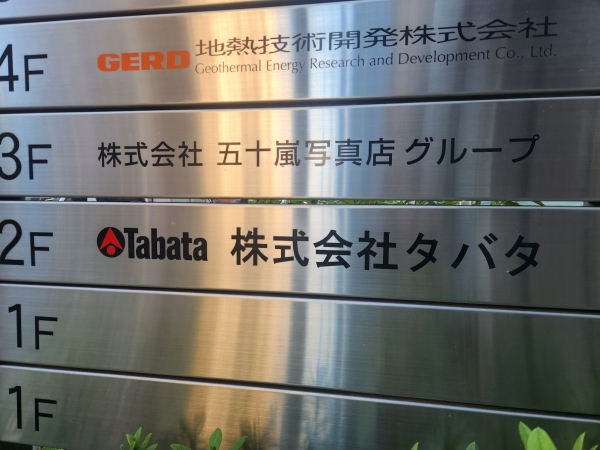 4F GERD 地熱技術開発株式会社
Geothermal Energy Research and Development Co., Ltd.
3F 株式会社 五十嵐写真店 グループ
2F Tabata 株式会社タバタ
1F
1F